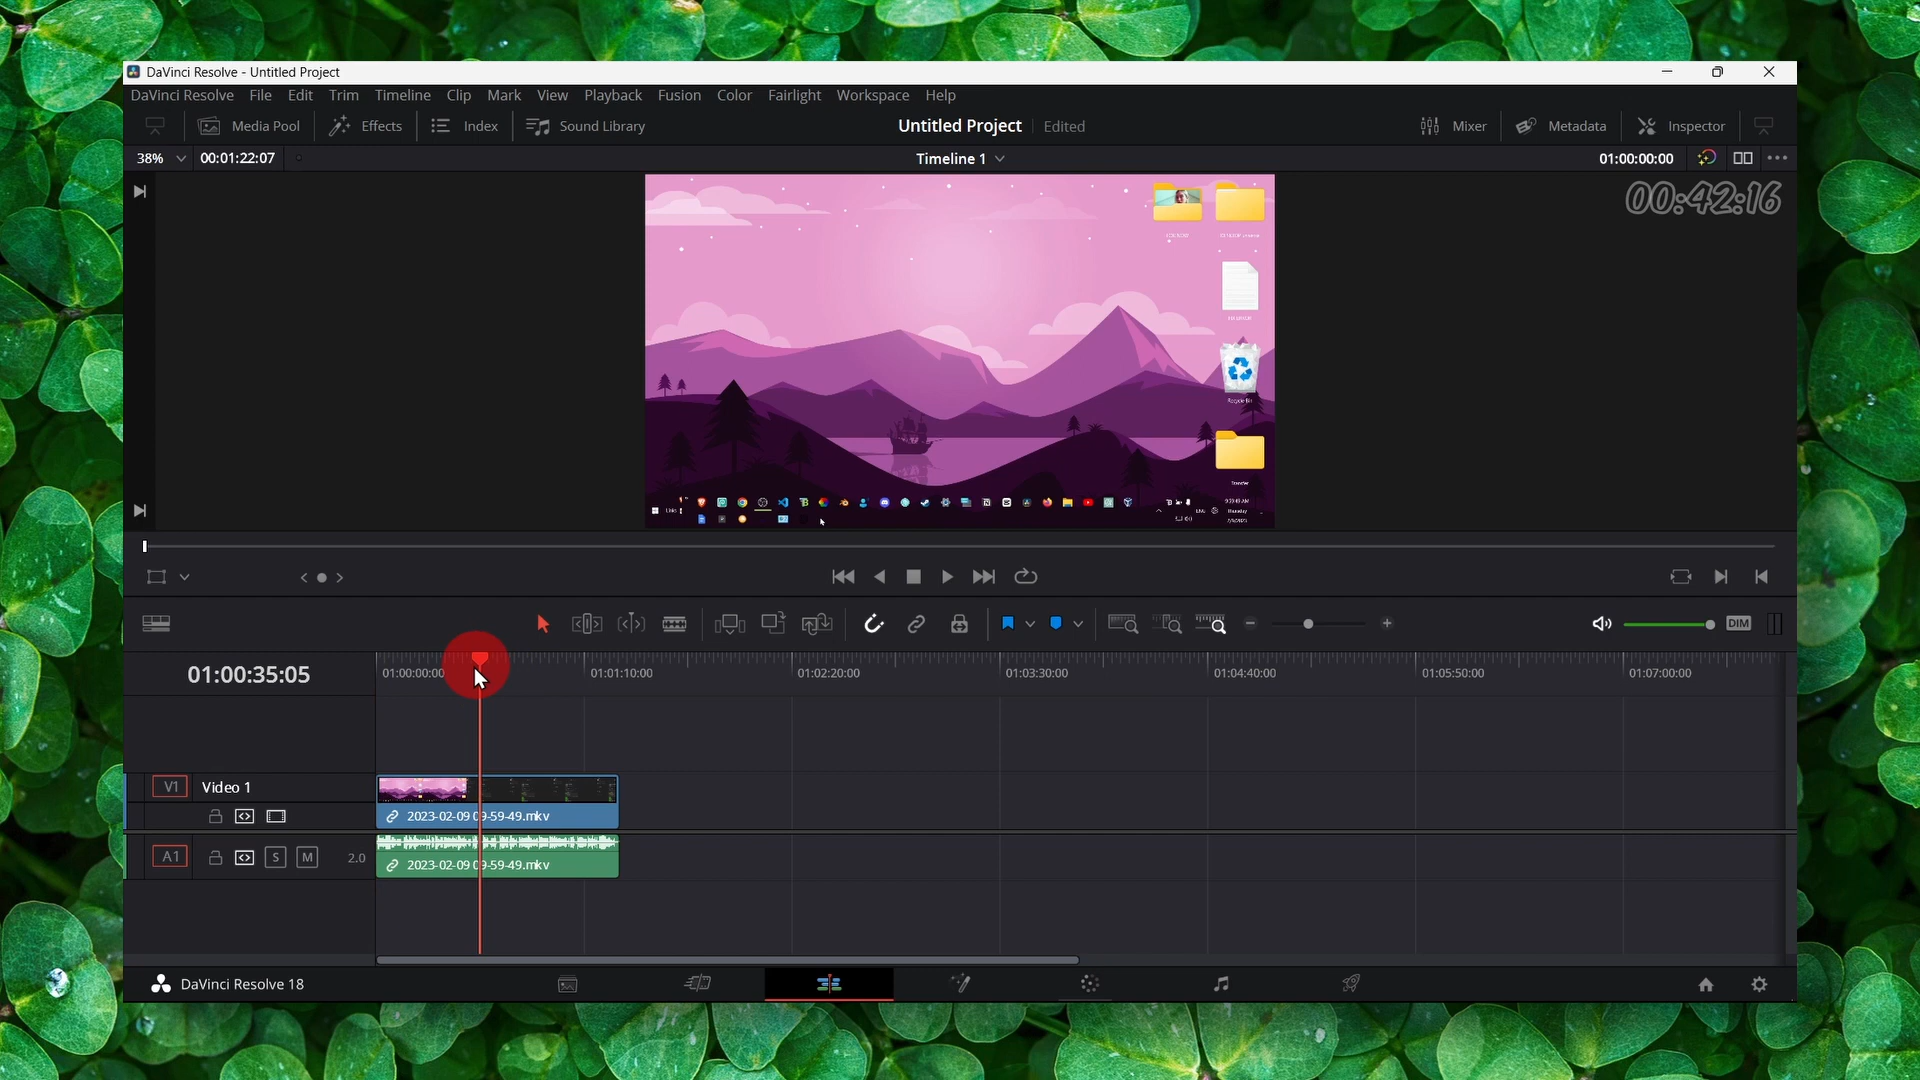 DaVinci Resolve - Untitled Project
DaVinci Resolve File Edit Trim Timeline Clip Mark View Playback Fusion Color Fairlight Workspace Help
Media Pool Effects Index Sound Library Untitled Project Edited Mixer Metadata Inspector
38% 00:01:22:07 Timeline 1 01:00:00:00
00:42:16
Recycle Bin
Transfer
DIM
01:00:35:05 01:00:00:00 01:01:10:00 01:02:20:00 01:03:30:00 01:04:40:00 01:05:50:00 01:07:00:00
V1 Video 1
2023-02-09 09-59-49.mkv
A1 S M 2.0
2023-02-09 09-59-49.mkv
DaVinci Resolve 18